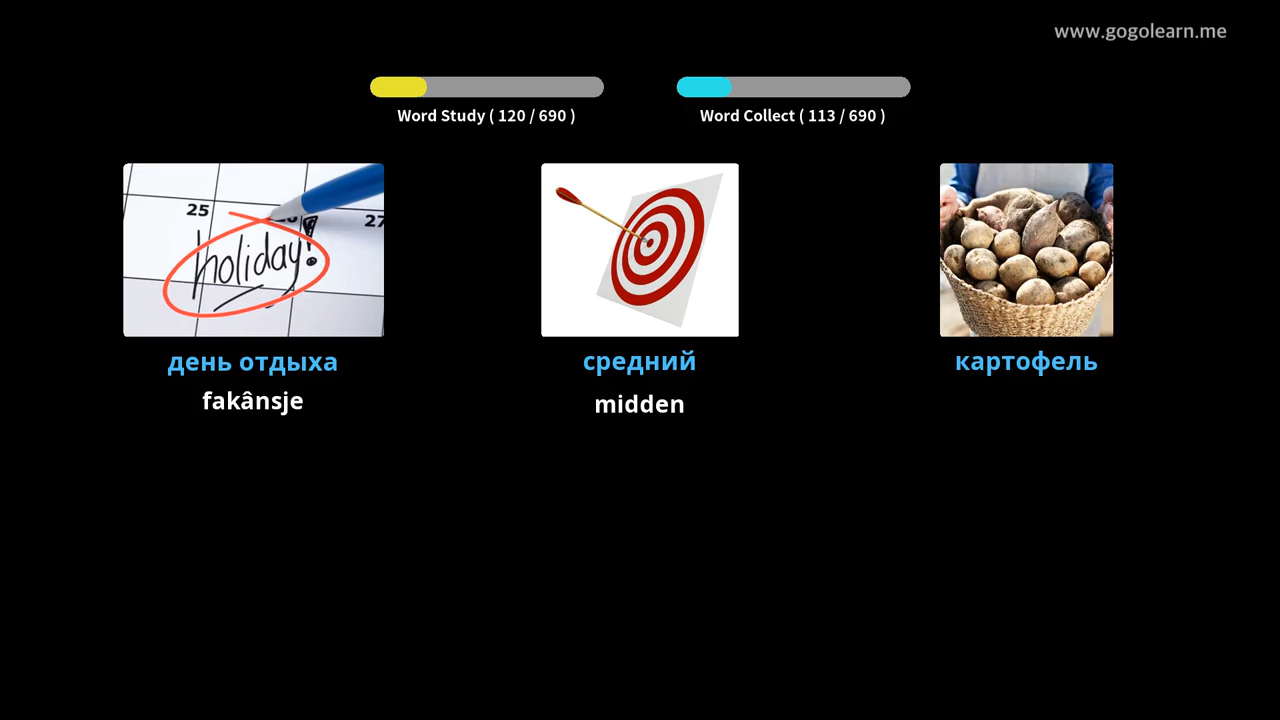 www.gogolearn.me
Word Study ( 120 / 690 )
Word Collect ( 113 / 690 )
25
27
holiday!
день отдыха
средний
картофель
fakânsje
midden